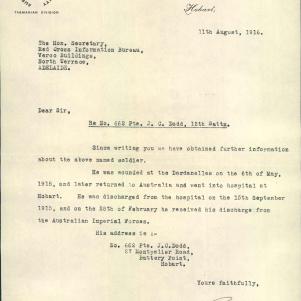 TASMANIAN DIVISION
Hobart,
11th August, 1916.
The Hon. Secretary,
Red Cross Information Bureau,
Verco Buildings,
North Terrace,
ADELAIDE.
Dear Sir,
Re No. 662 Pte. J. C. Dodd, 12th Battn.
Since writing you we have obtained further information
about the above named soldier.
He was wounded at the Dardanelles on the 6th of May,
1915, and later returned to Australia and went into hospital at
Hobart. He was discharged from the hospital on the 15th September
1915, and on the 25th of February he received his discharge from
the Australian Imperial Forces.
His address is :-
No. 662 Pte. J.C.Dodd.
27 Montpelier Road,
Battery Point,
Hobart.
Yours faithfully,